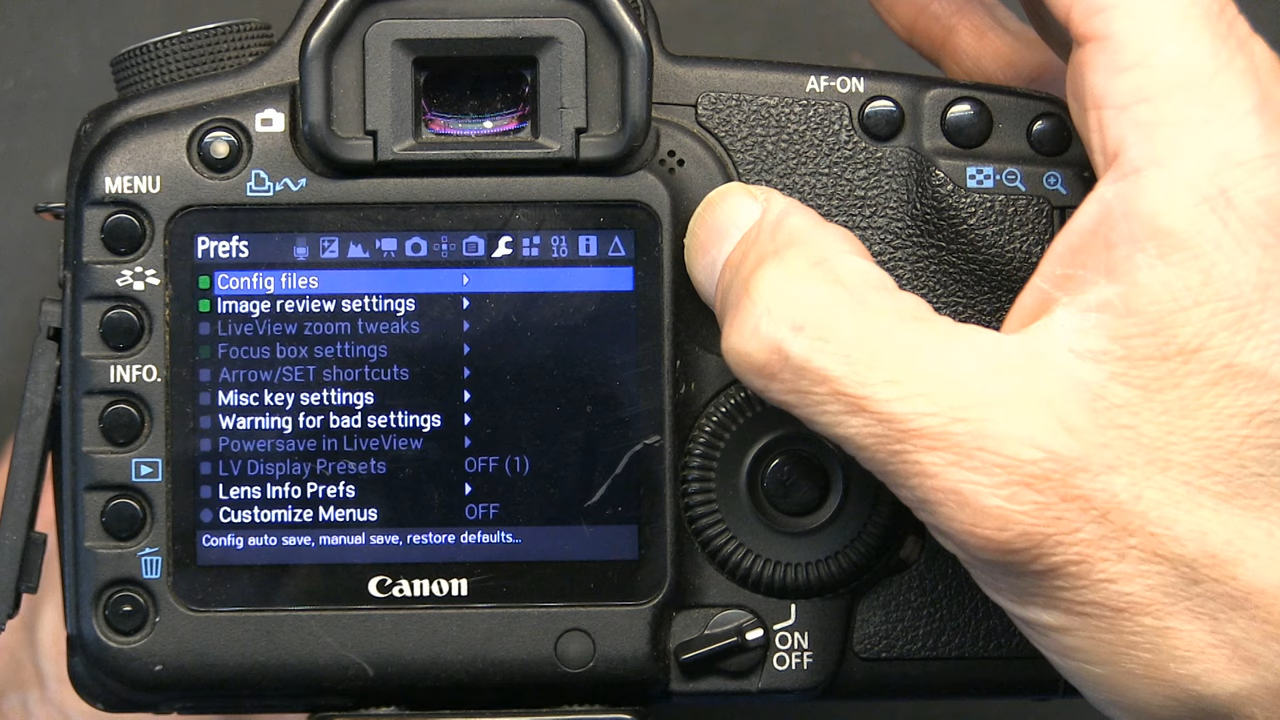 AF-ON
MENU
Prefs
01
10
Config files
Image review settings
LiveView zoom tweaks
Focus box settings
Arrow/SET shortcuts
INFO.
Misc key settings
Warning for bad settings
Powersave in LiveView
LV Display Presets OFF (1)
Lens Info Prefs
Customize Menus OFF
Config auto save, manual save, restore defaults...
Canon
ON
OFF